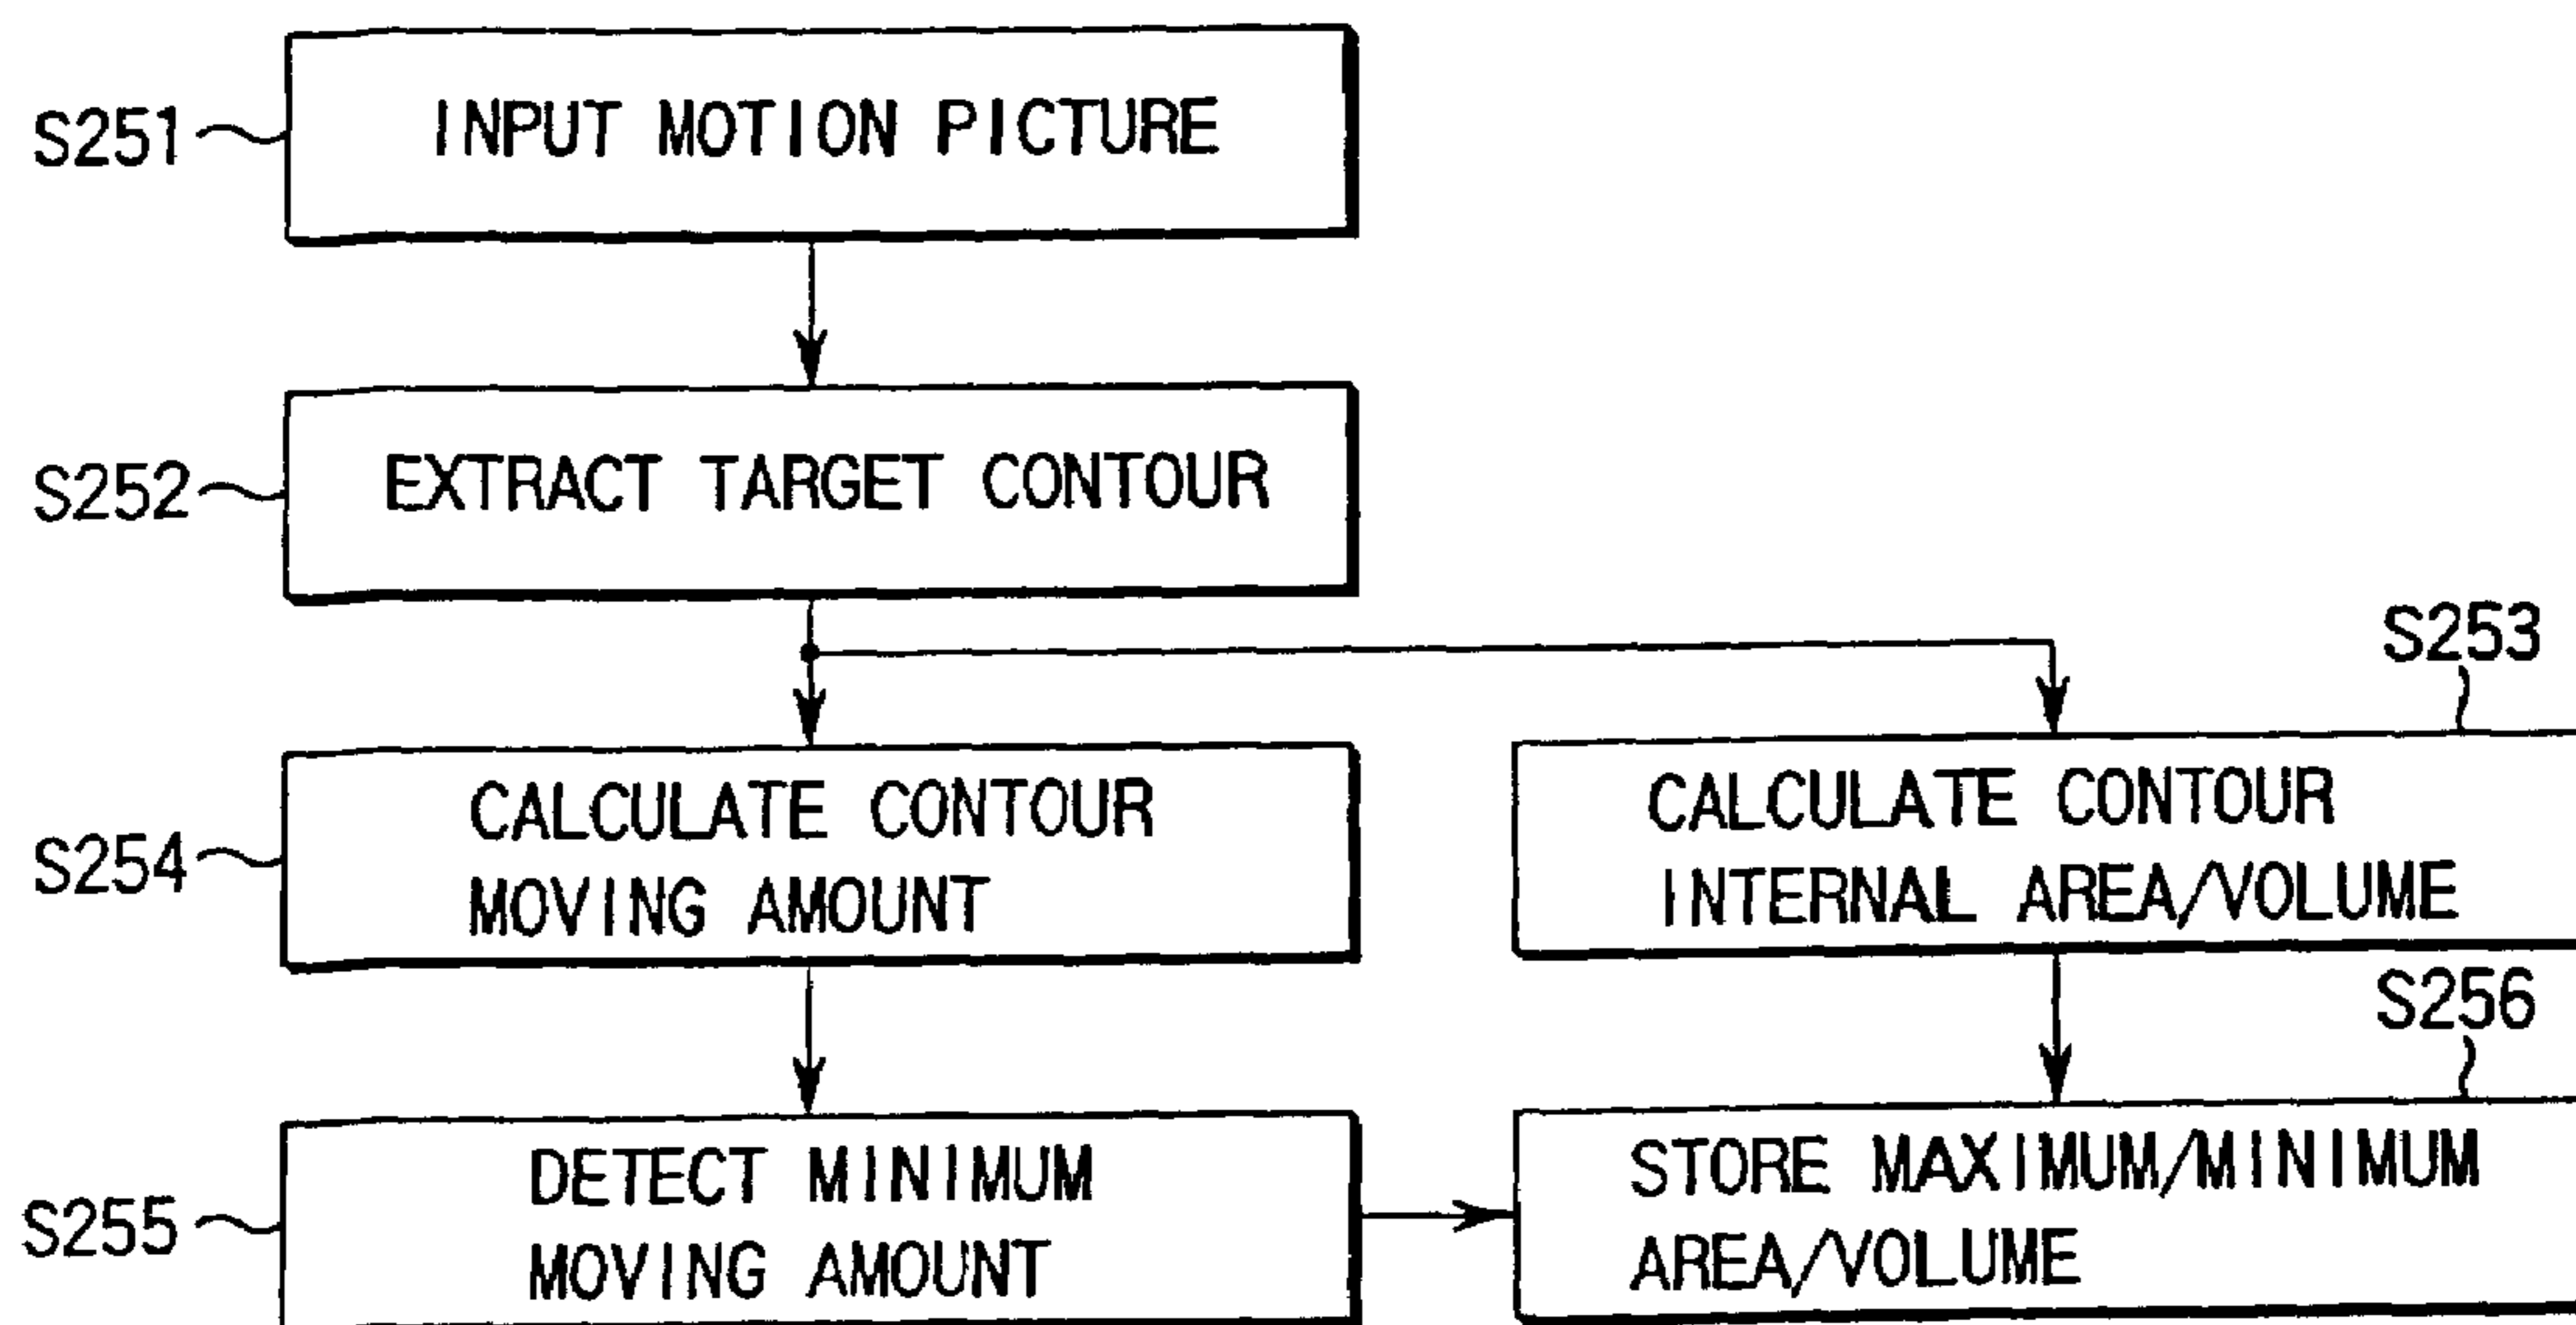 S251
INPUT MOTION PICTURE
S252
EXTRACT TARGET CONTOUR
S253
S254
CALCULATE CONTOUR
MOVING AMOUNT
CALCULATE CONTOUR
INTERNAL AREA/VOLUME
S256
S255
DETECT MINIMUM
MOVING AMOUNT
STORE MAXIMUM/MINIMUM
AREA/VOLUME